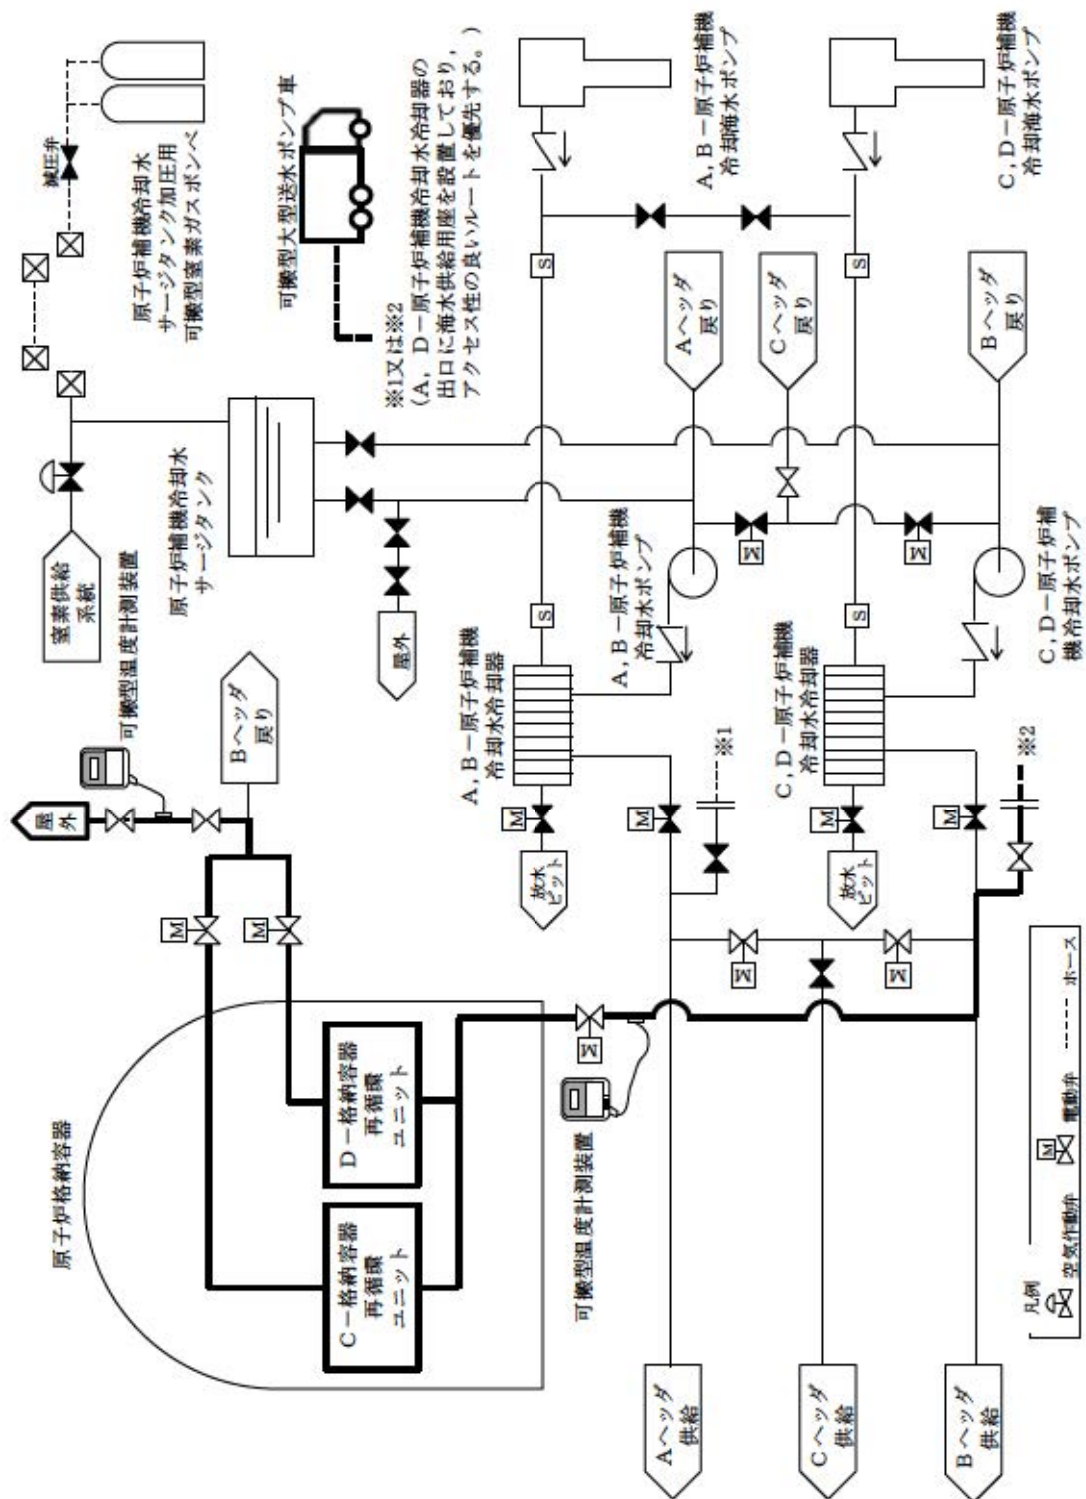 原子炉格納容器
C－格納容器
再循環
ユニット
D－格納容器
再循環
ユニット
M
M
屋外
可搬型温度計測装置
Bヘッダ
戻り
窒素供給
系統
減圧弁
原子炉補機冷却水
サージタンク加圧用
可搬型窒素ガスボンベ
原子炉補機冷却水
サージタンク
屋外
可搬型大型送水ポンプ車
※1又は※2
(A,D－原子炉補機冷却水冷却器の
出口に海水供給用座を設置しており,
アクセス性の良いルートを優先する。)
A,B－原子炉補機
冷却海水ポンプ
C,D－原子炉補機
冷却海水ポンプ
S
S
Aヘッダ
戻り
Cヘッダ
戻り
Bヘッダ
戻り
M
M
A,B－原子炉補機
冷却水ポンプ
C,D－原子炉補
機冷却水ポンプ
S
S
A,B－原子炉補機
冷却水冷却器
C,D－原子炉補機
冷却水冷却器
M
放水
ピット
M
※1
M
放水
ピット
M
※2
M
M
M
可搬型温度計測装置
Aヘッダ
供給
Cヘッダ
供給
Bヘッダ
供給
凡例
空気作動弁
M
電動弁
ホース